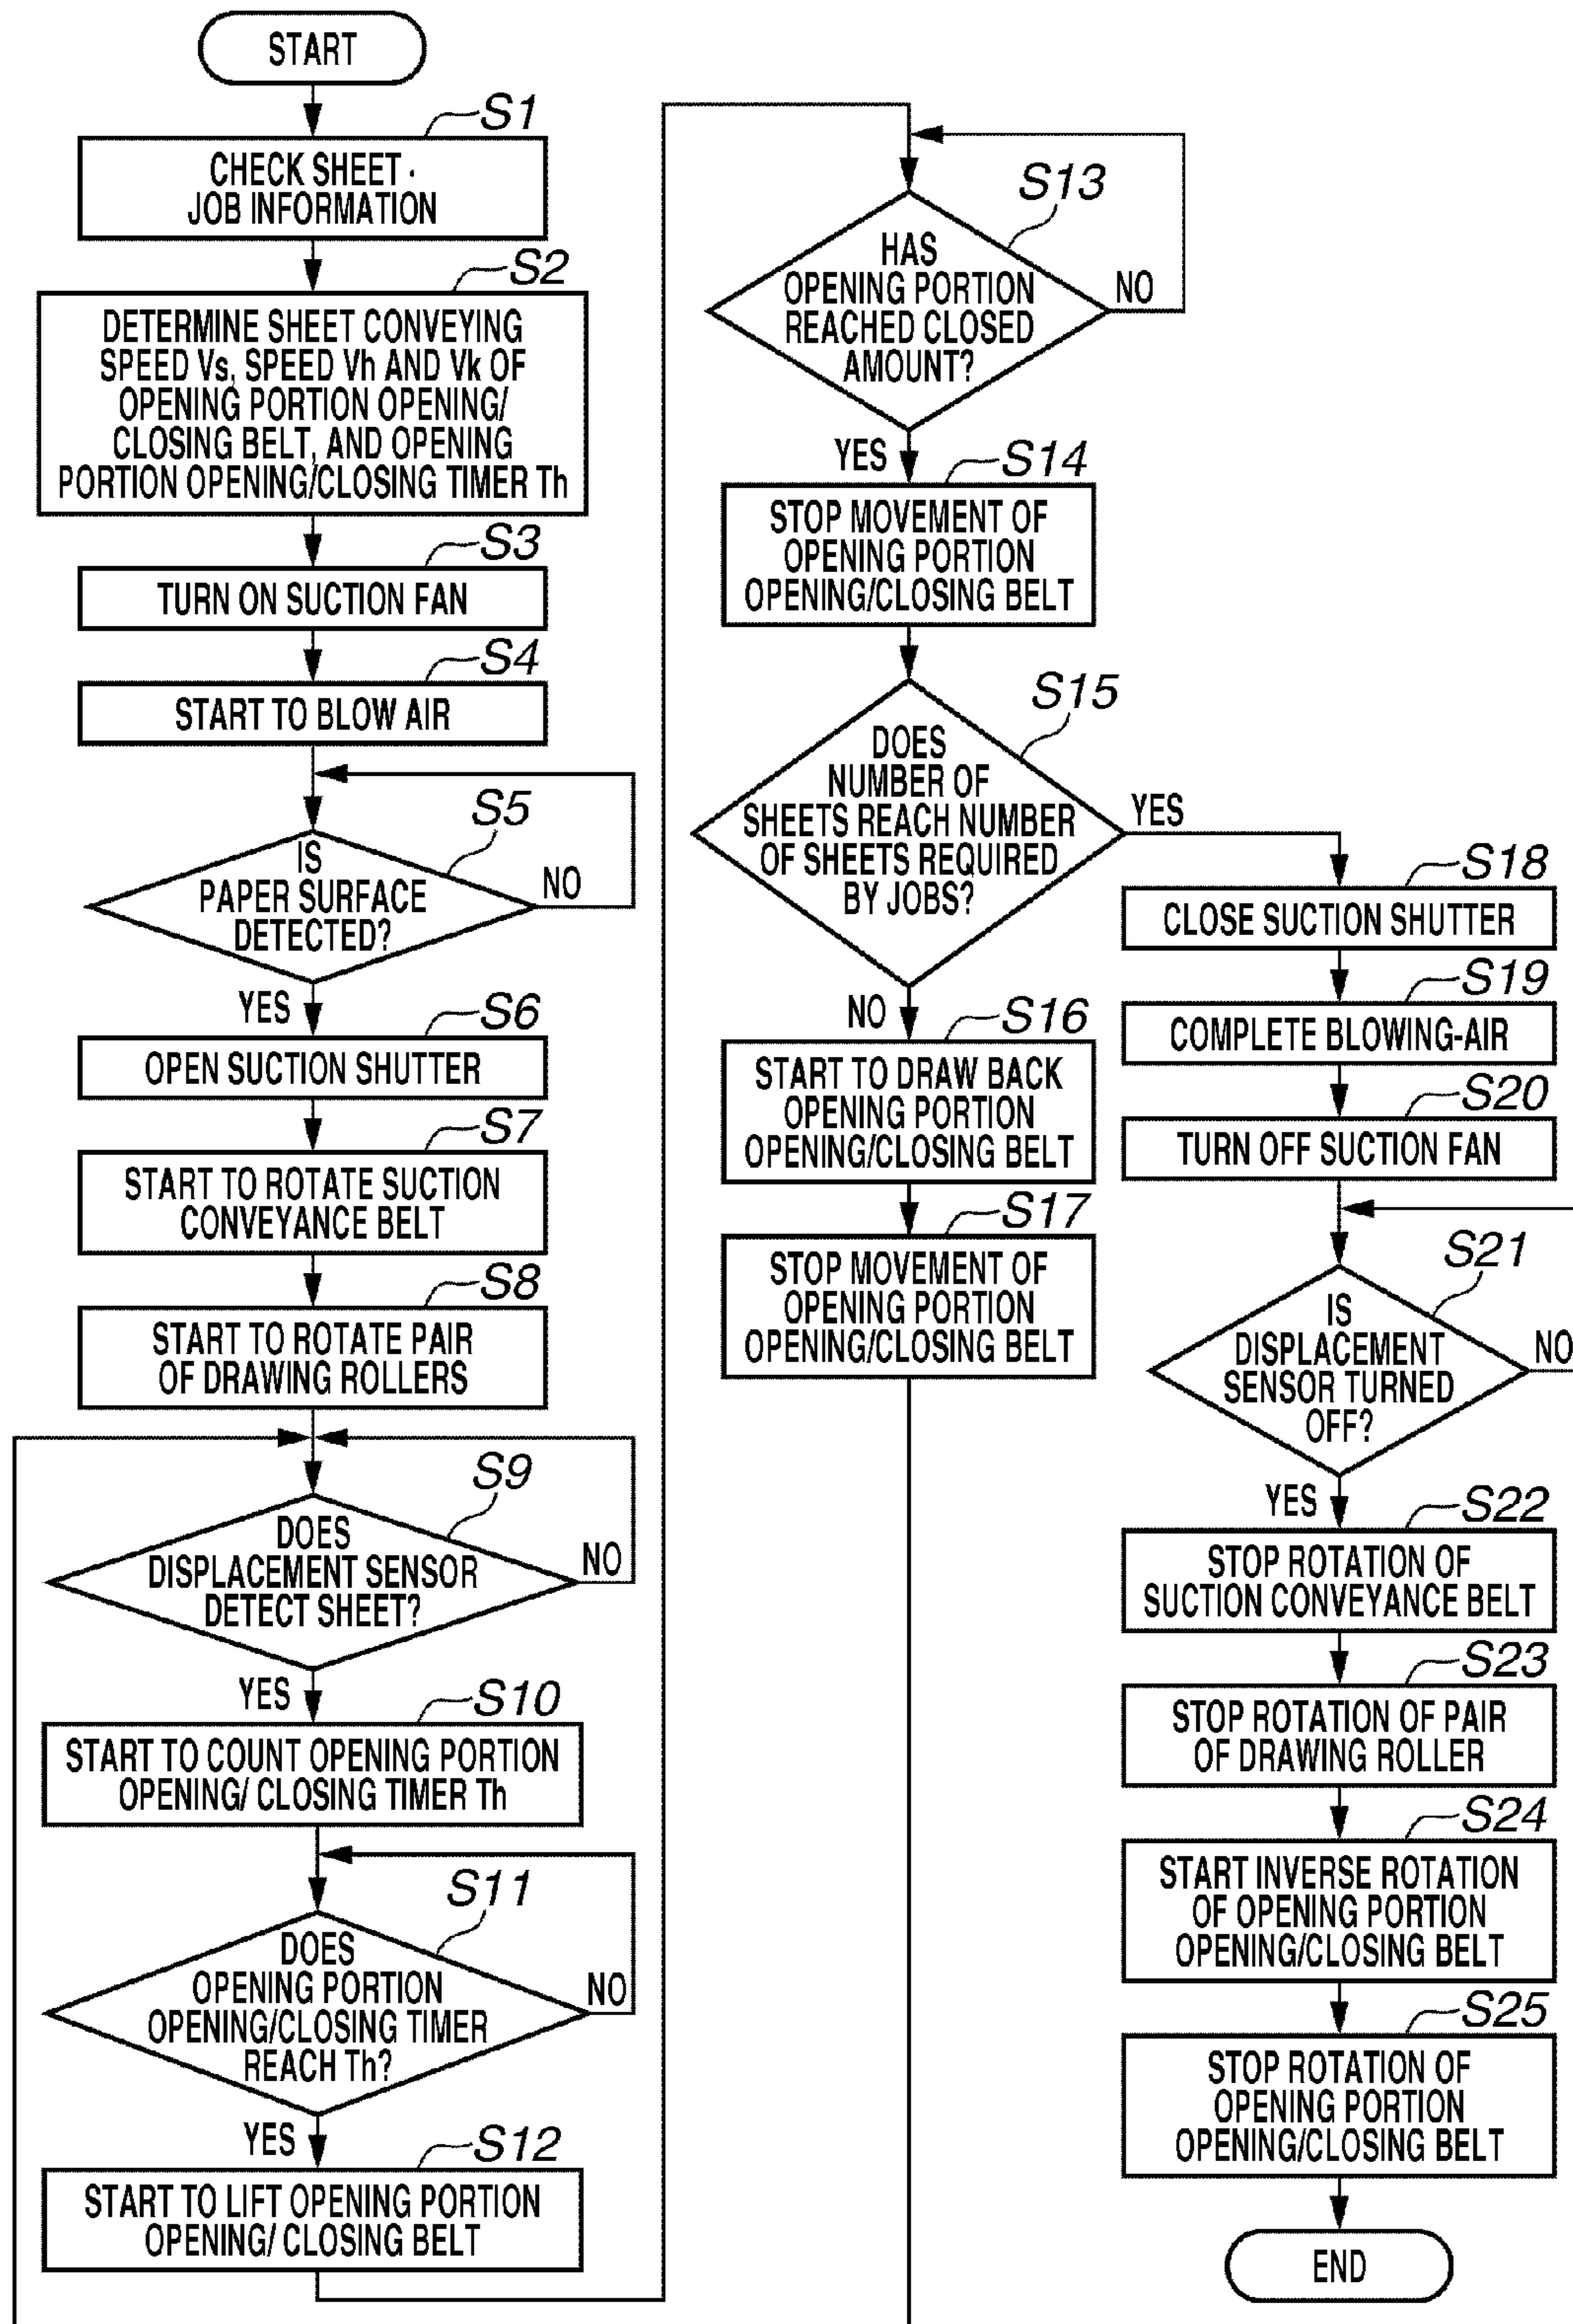 START
S1
CHECK SHEET ·
JOB INFORMATION
S2
DETERMINE SHEET CONVEYING
SPEED Vs, SPEED Vh AND Vk OF
OPENING PORTION OPENING/
CLOSING BELT, AND OPENING
PORTION OPENING/CLOSING TIMER Th
S3
TURN ON SUCTION FAN
S4
START TO BLOW AIR
S5
IS
PAPER SURFACE
DETECTED?
NO
YES
S6
OPEN SUCTION SHUTTER
S7
START TO ROTATE SUCTION
CONVEYANCE BELT
S8
START TO ROTATE PAIR
OF DRAWING ROLLERS
S9
DOES
DISPLACEMENT SENSOR
DETECT SHEET?
NO
YES
S10
START TO COUNT OPENING PORTION
OPENING/ CLOSING TIMER Th
S11
DOES
OPENING PORTION
OPENING/CLOSING TIMER
REACH Th?
NO
YES
S12
START TO LIFT OPENING PORTION
OPENING/ CLOSING BELT
S13
HAS
OPENING PORTION
REACHED CLOSED
AMOUNT?
NO
YES
S14
STOP MOVEMENT OF
OPENING PORTION
OPENING/CLOSING BELT
S15
DOES
NUMBER OF
SHEETS REACH NUMBER
OF SHEETS REQUIRED
BY JOBS?
YES
NO
S16
START TO DRAW BACK
OPENING PORTION
OPENING/CLOSING BELT
S17
STOP MOVEMENT OF
OPENING PORTION
OPENING/CLOSING BELT
S18
CLOSE SUCTION SHUTTER
S19
COMPLETE BLOWING-AIR
S20
TURN OFF SUCTION FAN
S21
IS
DISPLACEMENT
SENSOR TURNED
OFF?
NO
YES
S22
STOP ROTATION OF
SUCTION CONVEYANCE BELT
S23
STOP ROTATION OF PAIR
OF DRAWING ROLLER
S24
START INVERSE ROTATION
OF OPENING PORTION
OPENING/CLOSING BELT
S25
STOP ROTATION OF
OPENING PORTION
OPENING/CLOSING BELT
END